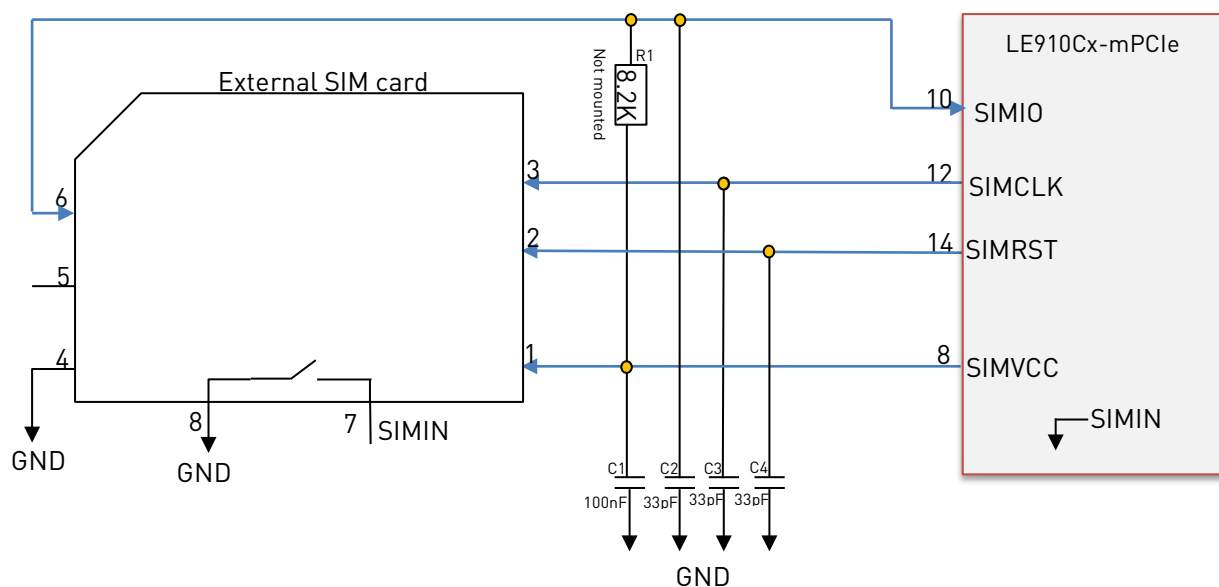 LE910Cx-mPCIe
R1
8.2K
Not mounted
External SIM card
10
SIMIO
3
12
SIMCLK
6
2
14
SIMRST
5
4
1
8
SIMVCC
8
7
SIMIN
SIMIN
GND
GND
C1
C2
C3
C4
100nF
33pF
33pF
33pF
GND